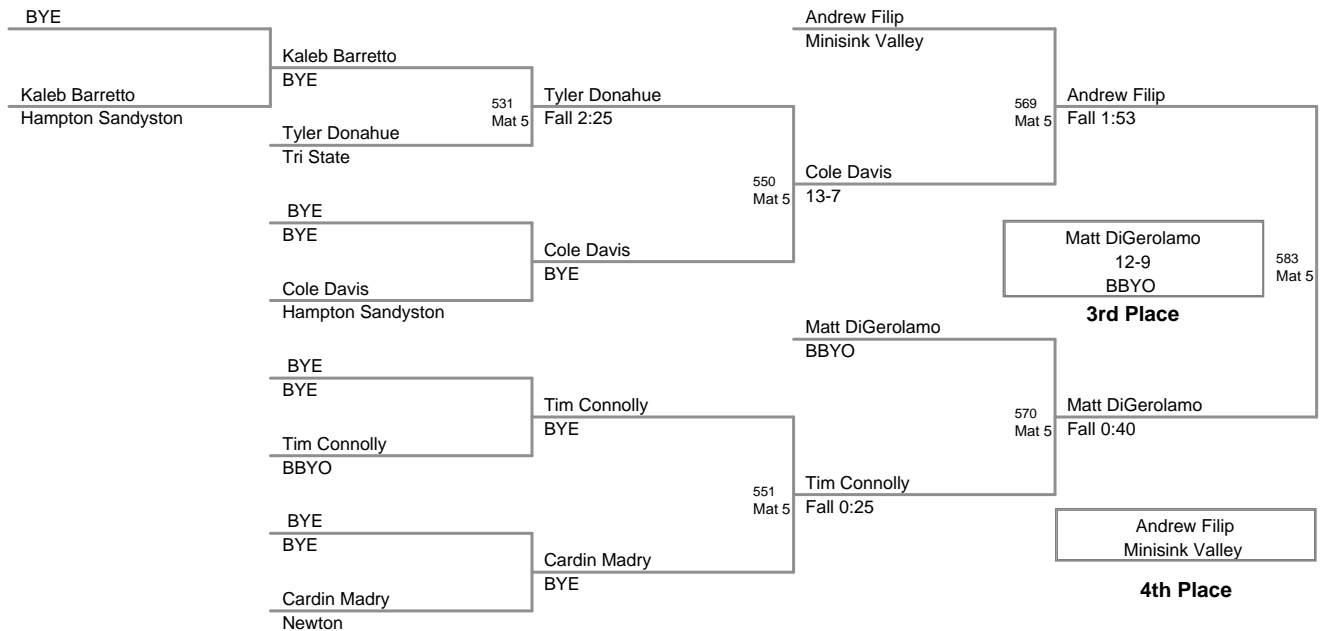 BYE
Kaleb Barretto
Hampton Sandyston
Kaleb Barretto
BYE
Tyler Donahue
Tri State
531
Mat 5
Tyler Donahue
Fall 2:25
BYE
BYE
Cole Davis
Hampton Sandyston
Cole Davis
BYE
550
Mat 5
Cole Davis
13-7
Andrew Filip
Minisink Valley
569
Mat 5
Andrew Filip
Fall 1:53
BYE
BYE
Tim Connolly
BBYO
Tim Connolly
BYE
BYE
BYE
Cardin Madry
Newton
Cardin Madry
BYE
551
Mat 5
Tim Connolly
Fall 0:25
Matt DiGerolamo
BBYO
570
Mat 5
Matt DiGerolamo
Fall 0:40
583
Mat 5
Matt DiGerolamo
12-9
BBYO
3rd Place
Andrew Filip
Minisink Valley
4th Place